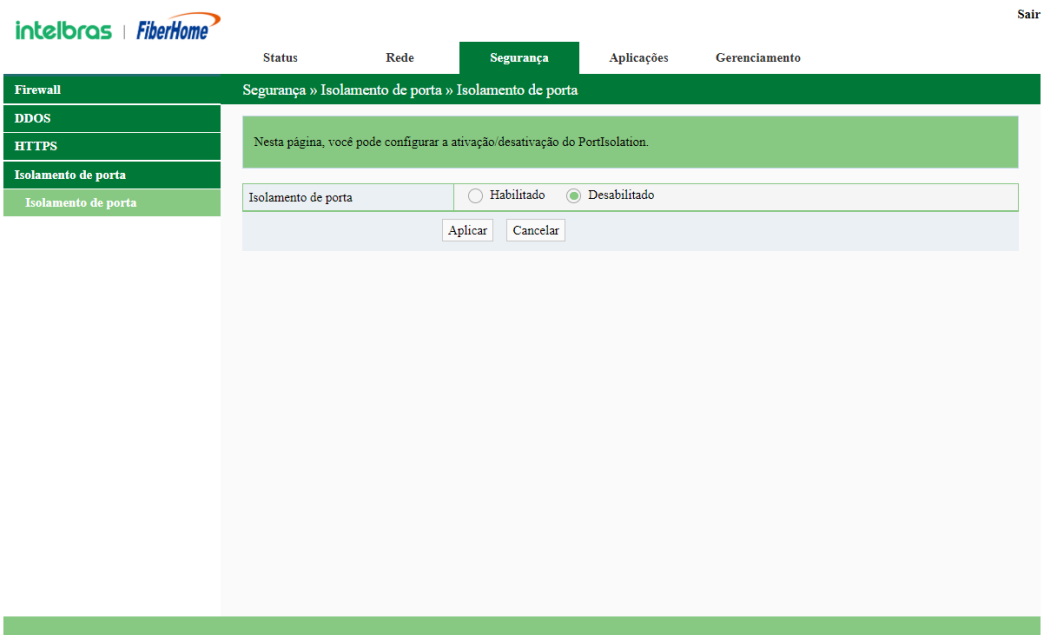 Sair
intelbras | FiberHome
Status Rede Segurança Aplicações Gerenciamento
Firewall
DDOS
HTTPS
Isolamento de porta
Isolamento de porta
Segurança » Isolamento de porta » Isolamento de porta
Nesta página, você pode configurar a ativação/desativação do PortIsolation.
Isolamento de porta Habilitado Desabilitado
Aplicar Cancelar